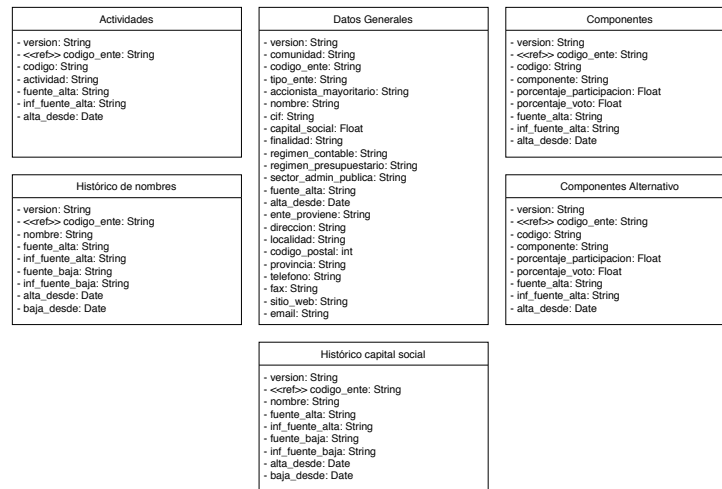 Actividades
- version: String
- <<ref>> codigo_ente: String
- codigo: String
- actividad: String
- fuente_alta: String
- inf_fuente_alta: String
- alta_desde: Date
Datos Generales
- version: String
- comunidad: String
- codigo_ente: String
- tipo_ente: String
- accionista_mayoritario: String
- nombre: String
- cif: String
- capital_social: Float
- finalidad: String
- regimen_contable: String
- regimen_presupuestario: String
- sector_admin_publica: String
- fuente_alta: String
- alta_desde: Date
- ente_proviene: String
- direccion: String
- localidad: String
- codigo_postal: int
- provincia: String
- telefono: String
- fax: String
- sitio_web: String
- email: String
Componentes
- version: String
- <<ref>> codigo_ente: String
- codigo: String
- componente: String
- porcentaje_participacion: Float
- porcentaje_voto: Float
- fuente_alta: String
- inf_fuente_alta: String
- alta_desde: Date
Histórico de nombres
- version: String
- <<ref>> codigo_ente: String
- nombre: String
- fuente_alta: String
- inf_fuente_alta: String
- fuente_baja: String
- inf_fuente_baja: String
- alta_desde: Date
- baja_desde: Date
Componentes Alternativo
- version: String
- <<ref>> codigo_ente: String
- codigo: String
- componente: String
- porcentaje_participacion: Float
- porcentaje_voto: Float
- fuente_alta: String
- inf_fuente_alta: String
- alta_desde: Date
Histórico capital social
- version: String
- <<ref>> codigo_ente: String
- nombre: String
- fuente_alta: String
- inf_fuente_alta: String
- fuente_baja: String
- inf_fuente_baja: String
- alta_desde: Date
- baja_desde: Date